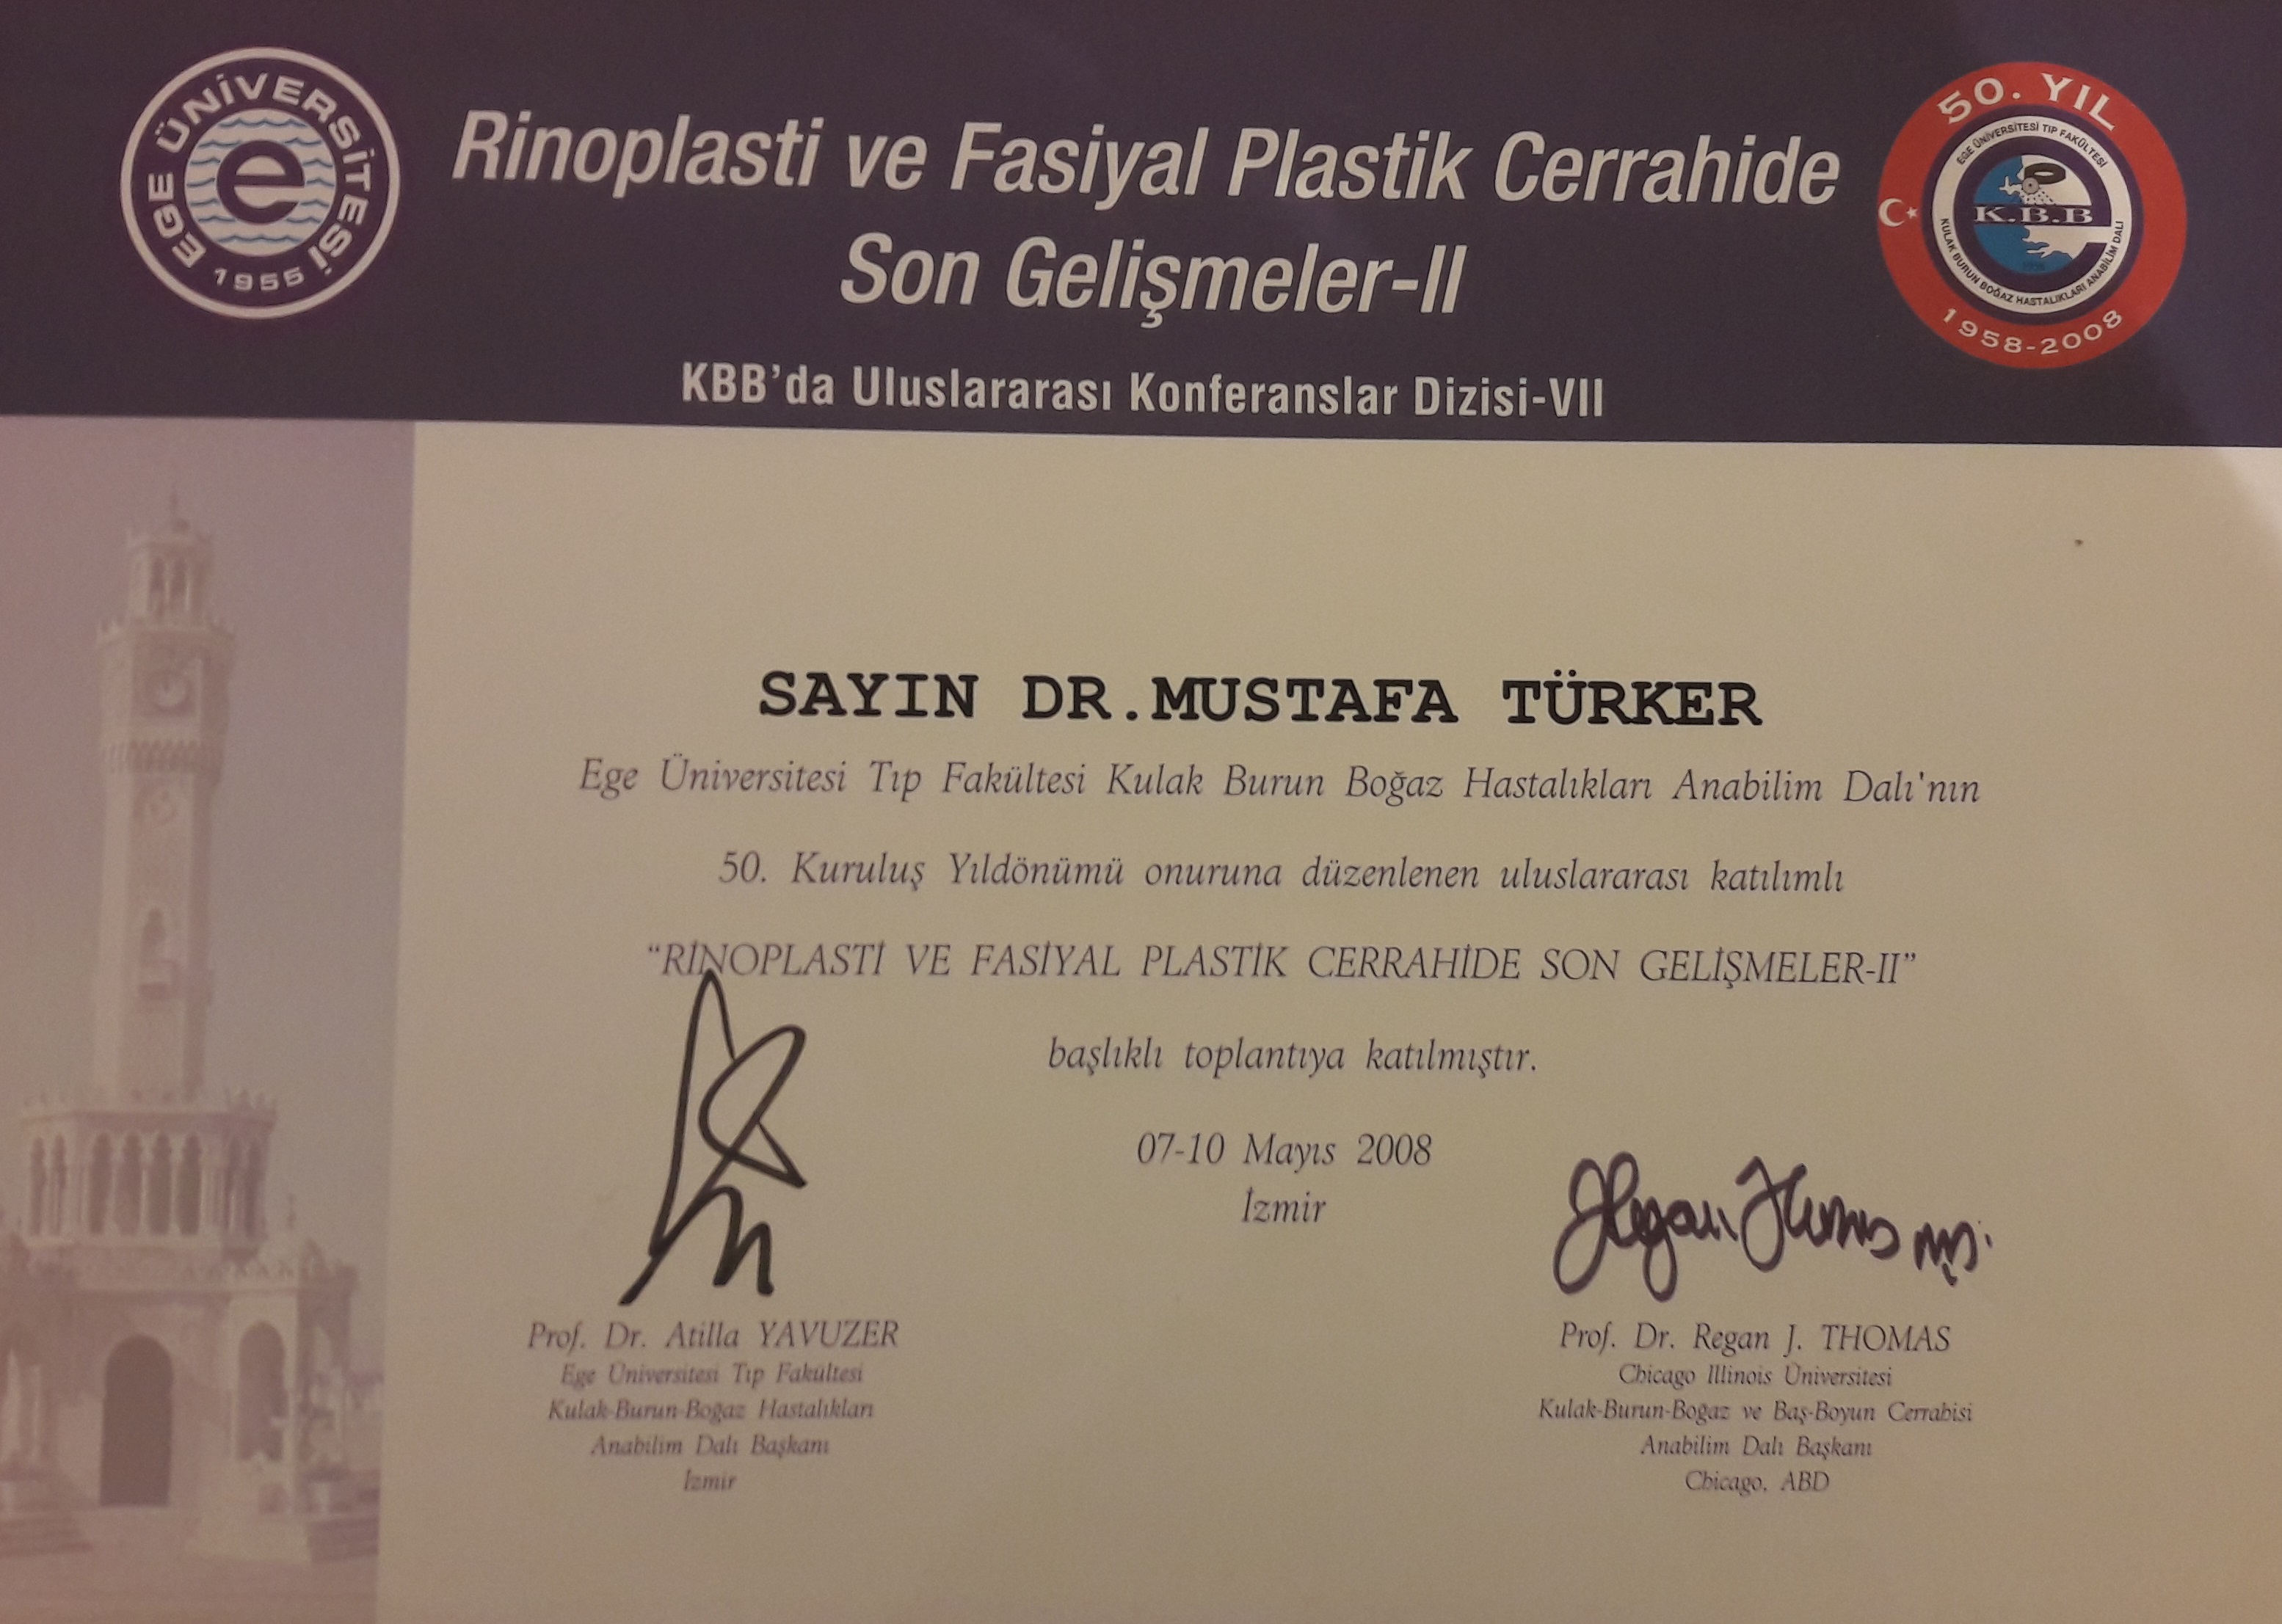 EGE ÜNİVERSİTESİ
1955
Rinoplasti ve Fasiyal Plastik Cerrahide
Son Gelişmeler-II
KBB'da Uluslararası Konferanslar Dizisi-VII
50. YIL
EGE ÜNİVERSİTESİ TIP FAKÜLTESİ
K.B.B
KULAK BURUN BOĞAZ HASTALIKLARI ANABİLİM DALI
1958-2008
SAYIN DR.MUSTAFA TÜRKER
Ege Üniversitesi Tıp Fakültesi Kulak Burun Boğaz Hastalıkları Anabilim Dalı'nın
50. Kuruluş Yıldönümü onuruna düzenlenen uluslararası katılımlı
“RİNOPLASTİ VE FASİYAL PLASTİK CERRAHİDE SON GELİŞMELER-II”
başlıklı toplantıya katılmıştır.
07-10 Mayıs 2008
İzmir
Prof. Dr. Atilla YAVUZER
Ege Üniversitesi Tıp Fakültesi
Kulak-Burun-Boğaz Hastalıkları
Anabilim Dalı Başkanı
İzmir
Regan Thomas MD.
Prof. Dr. Regan J. THOMAS
Chicago Illinois Üniversitesi
Kulak-Burun-Boğaz ve Baş-Boyun Cerrahisi
Anabilim Dalı Başkanı
Chicago, ABD